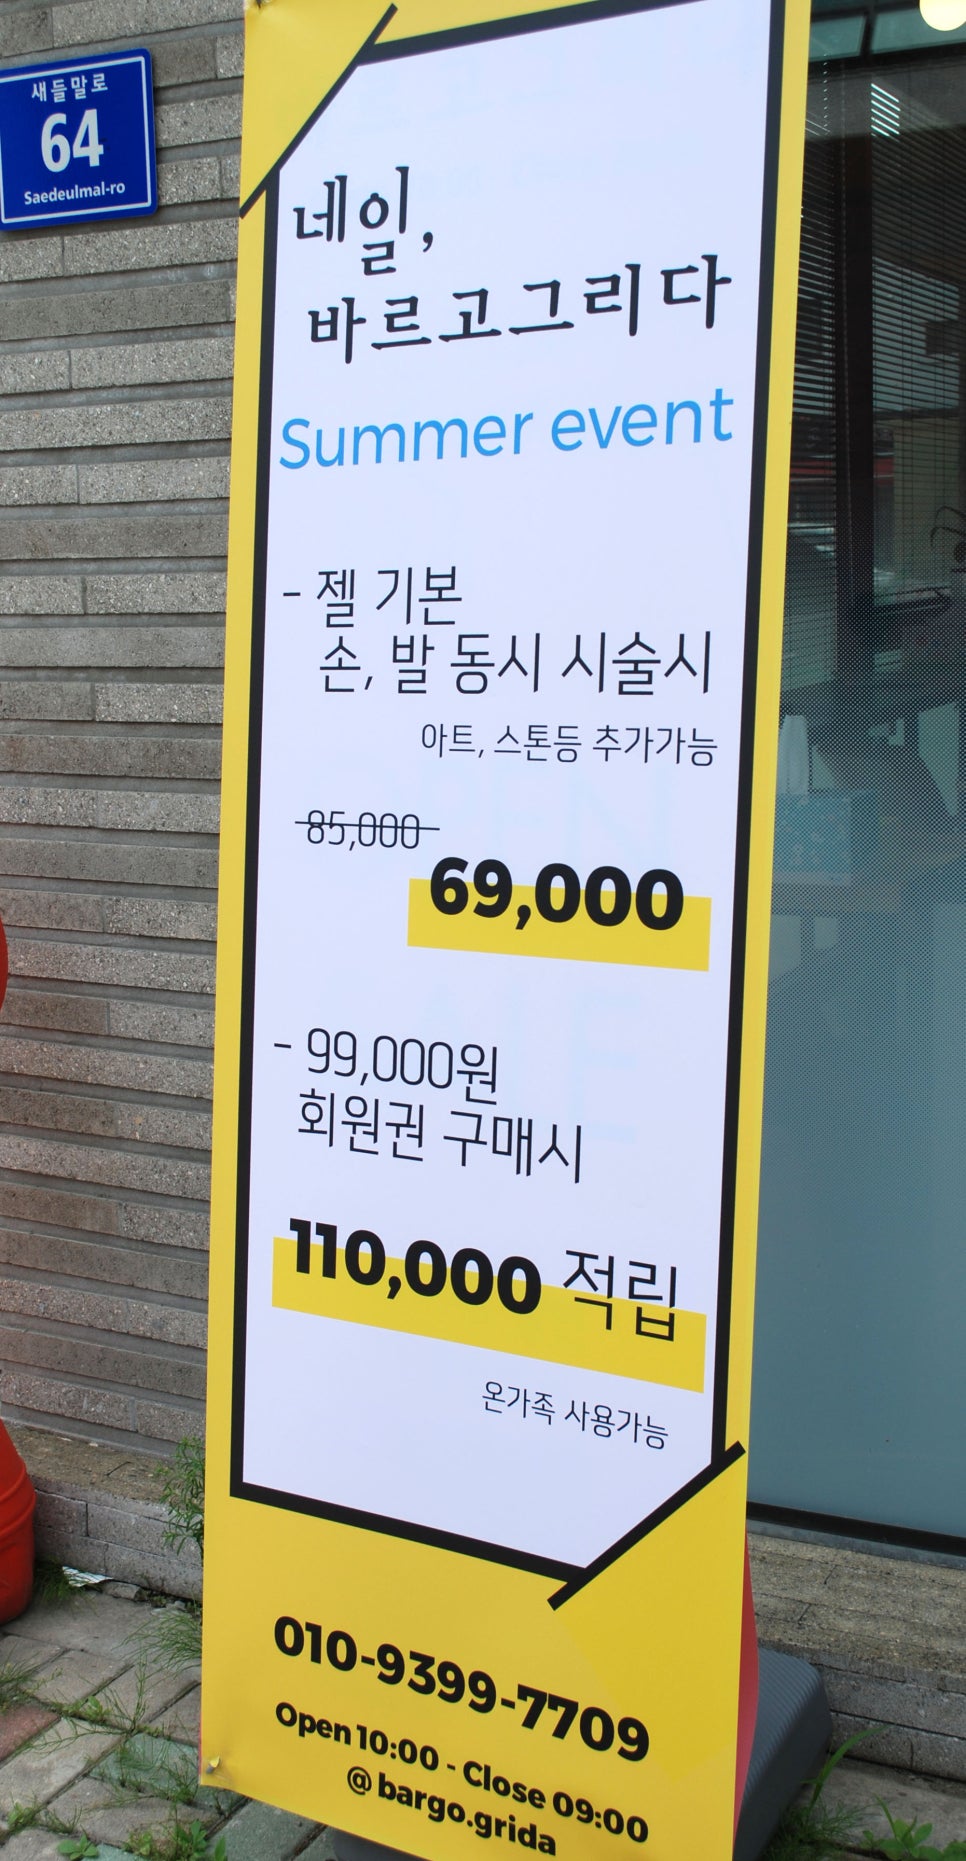 새들말로
64
Saedeulmal-ro
네일,
바르고그리다
Summer event
- 젤 기본
손, 발 동시 시술시
아트, 스톤등 추가가능
85,000
69,000
- 99,000원
회원권 구매시
110,000 적립
온가족 사용가능
010-9399-7709
Open 10:00 - Close 09:00
@ bargo.grida